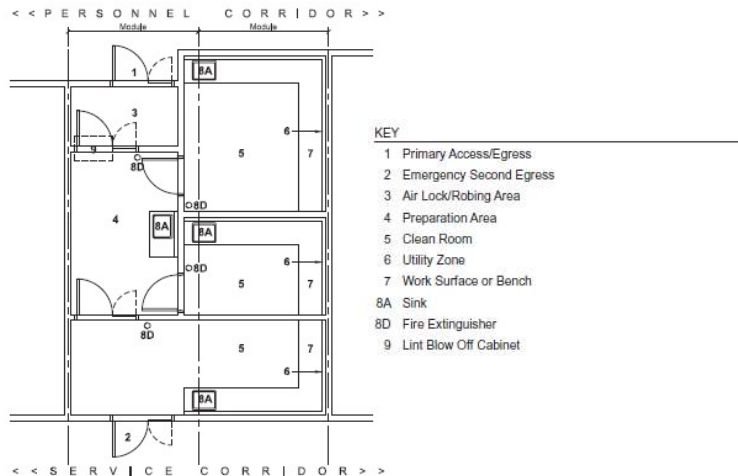 < < P E R S O N N E L C O R R I D O R > >
Module Module
8A
1
3
6
9
8D
5
7
8D
4
8A
8A
8D
6
5
7
8D
5
7
6
8A
2
< < S E R V I C E C O R R I D O R > >
KEY
1 Primary Access/Egress
2 Emergency Second Egress
3 Air Lock/Robing Area
4 Preparation Area
5 Clean Room
6 Utility Zone
7 Work Surface or Bench
8A Sink
8D Fire Extinguisher
9 Lint Blow Off Cabinet